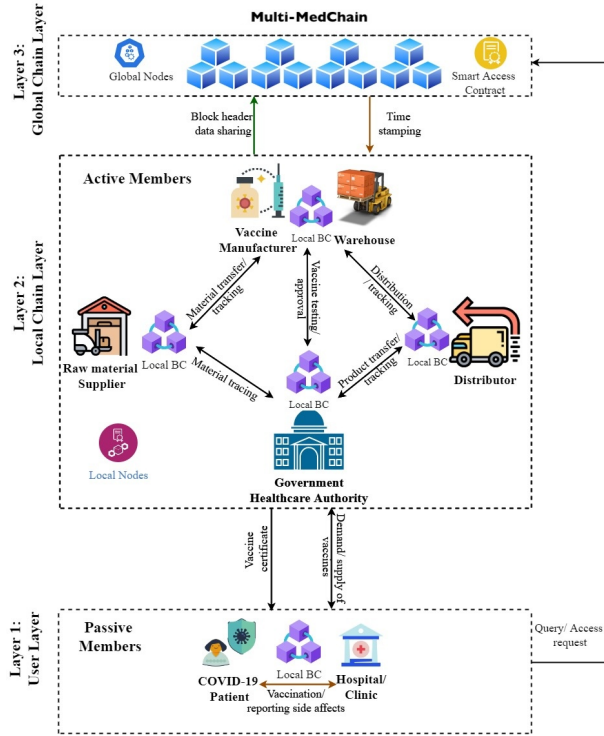 Multi-MedChain
Layer 3:
Global Chain Layer
Global Nodes
Smart Access
Contract
Block header
data sharing
Time
stamping
Layer 2:
Local Chain Layer
Active Members
Vaccine
Manufacturer
Local BC
Warehouse
Material transfer/
tracking
Vaccine testing/
approval
Distribution
/ tracking
Raw material
Supplier
Local BC
Local BC
Distributor
Material tracing
Local BC
Product transfer/
tracking
Local Nodes
Government
Healthcare Authority
Vaccine
certificate
Demand/ supply of
vaccines
Layer 1:
User Layer
Passive
Members
COVID-19
Patient
Local BC
Hospital/
Clinic
Vaccination/
reporting side affects
Query/ Access
request